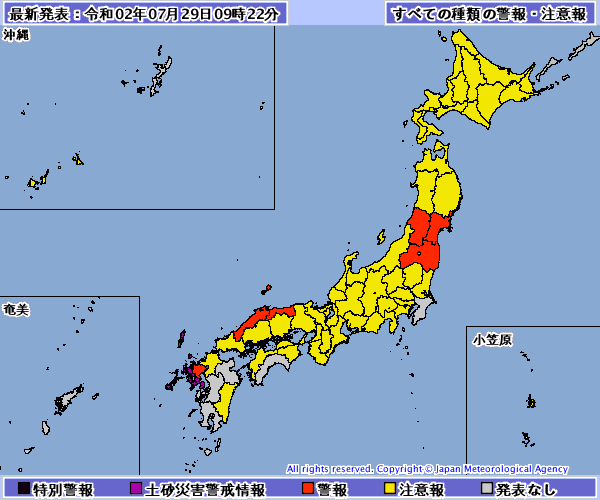 最新発表：令和02年07月29日09時22分
すべての種類の警報・注意報
沖縄
奄美
小笠原
All rights reserved. Copyright © Japan Meteorological Agency
特別警報
土砂災害警戒情報
警報
注意報
発表なし